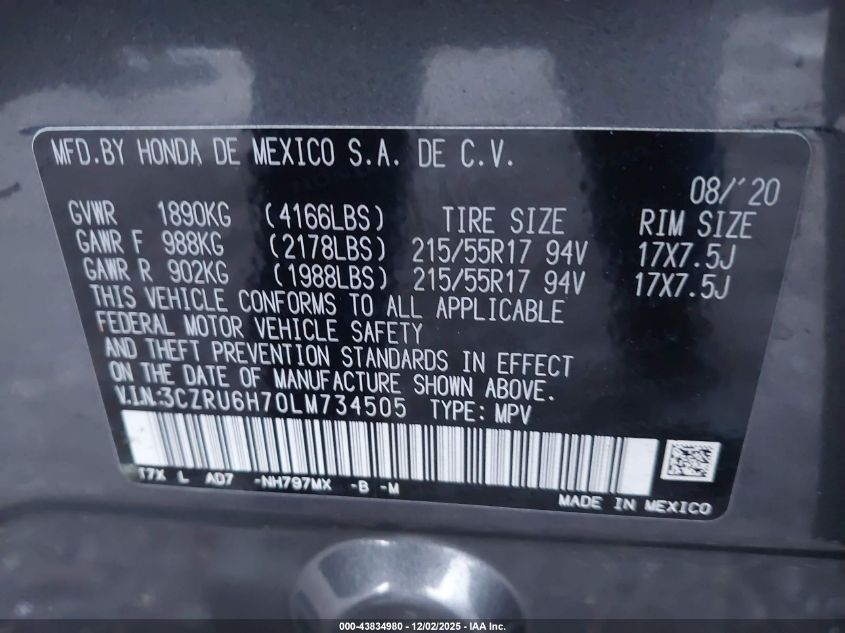 MFD.BY HONDA DE MEXICO S.A. DE C.V.
08/'20
GVWR 1890KG (4166LBS) TIRE SIZE RIM SIZE
GAWR F 988KG (2178LBS) 215/55R17 94V 17X7.5J
GAWR R 902KG (1988LBS) 215/55R17 94V 17X7.5J
THIS VEHICLE CONFORMS TO ALL APPLICABLE
FEDERAL MOTOR VEHICLE SAFETY
AND THEFT PREVENTION STANDARDS IN EFFECT
ON THE DATE OF MANUFACTURE SHOWN ABOVE.
V.I.N:3CZRU6H70LM734505 TYPE: MPV
T7X L AD7 -NH797MX -B -M
MADE IN MEXICO
000-43834980 - 12/02/2025 - IAA Inc.